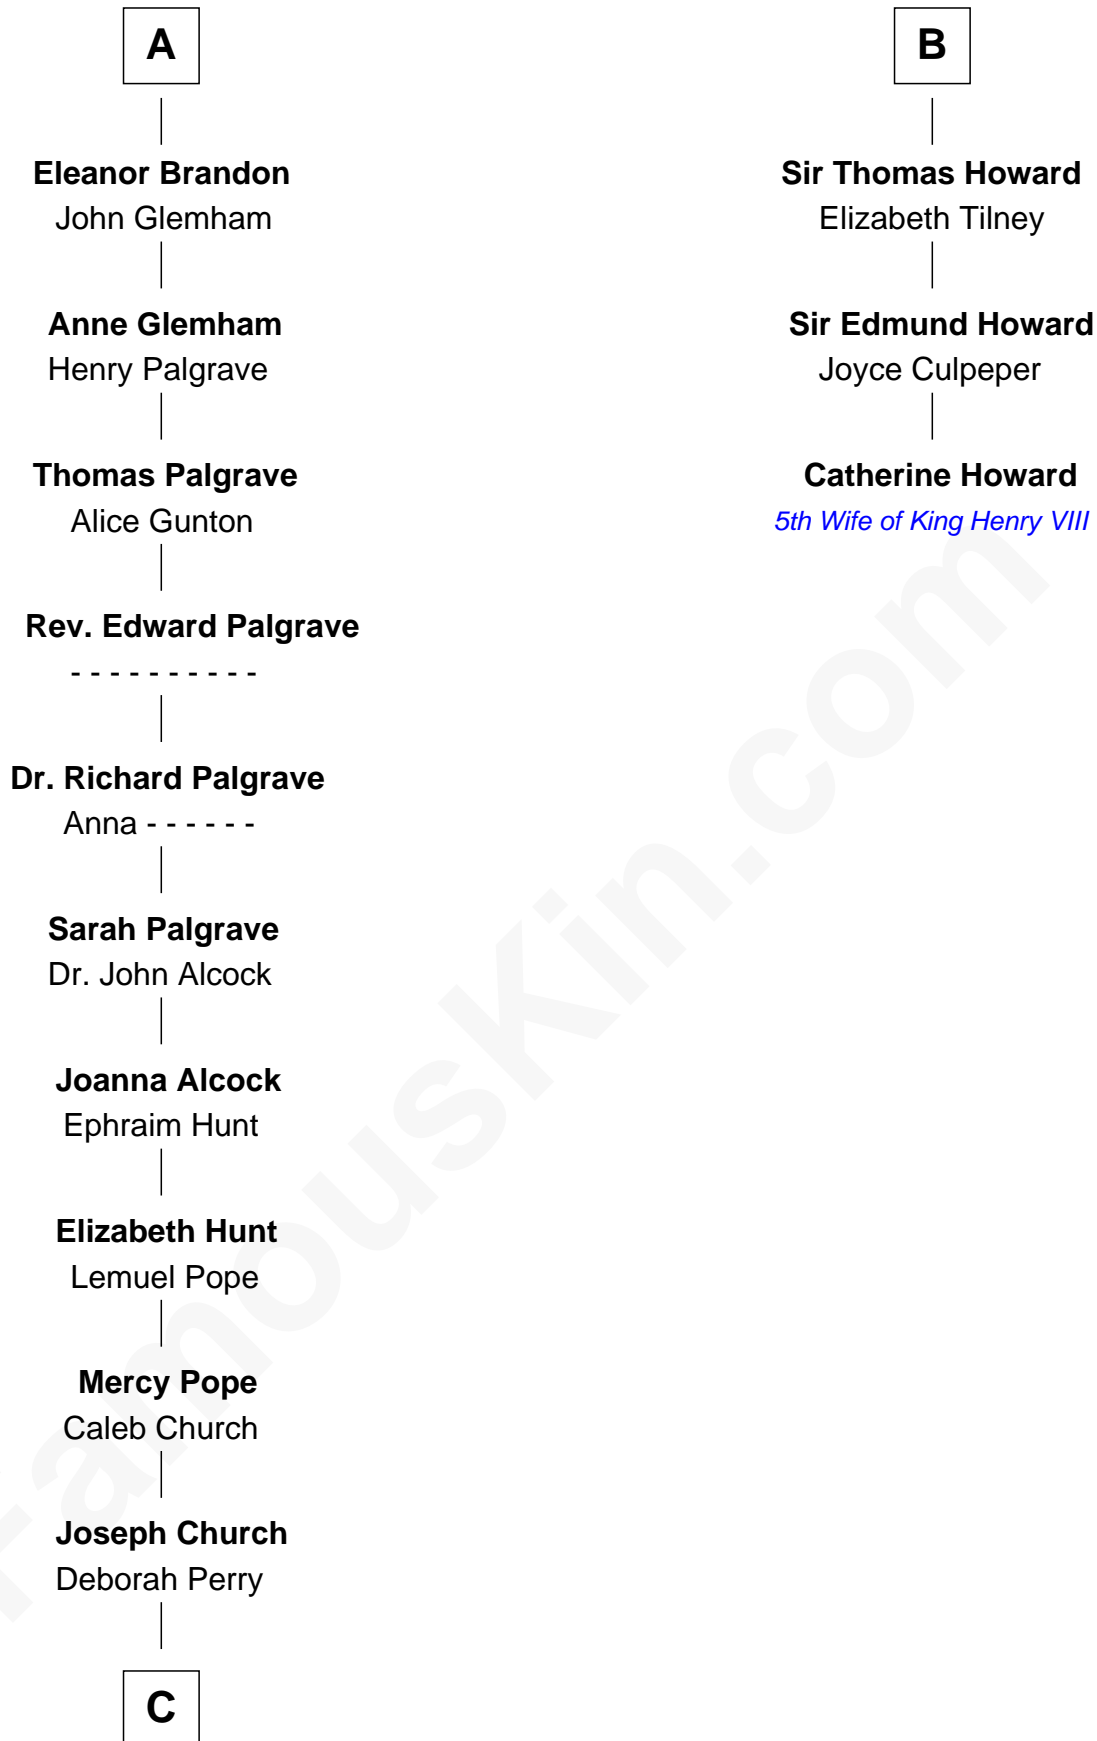 A
Eleanor Brandon
John Glemham
Anne Glemham
Henry Palgrave
Thomas Palgrave
Alice Gunton
Rev. Edward Palgrave
- - - - - - - - - -
Dr. Richard Palgrave
Anna - - - - - -
Sarah Palgrave
Dr. John Alcock
Joanna Alcock
Ephraim Hunt
Elizabeth Hunt
Lemuel Pope
Mercy Pope
Caleb Church
Joseph Church
Deborah Perry
C
B
Sir Thomas Howard
Elizabeth Tilney
Sir Edmund Howard
Joyce Culpeper
Catherine Howard
5th Wife of King Henry VIII
FamousKin.com